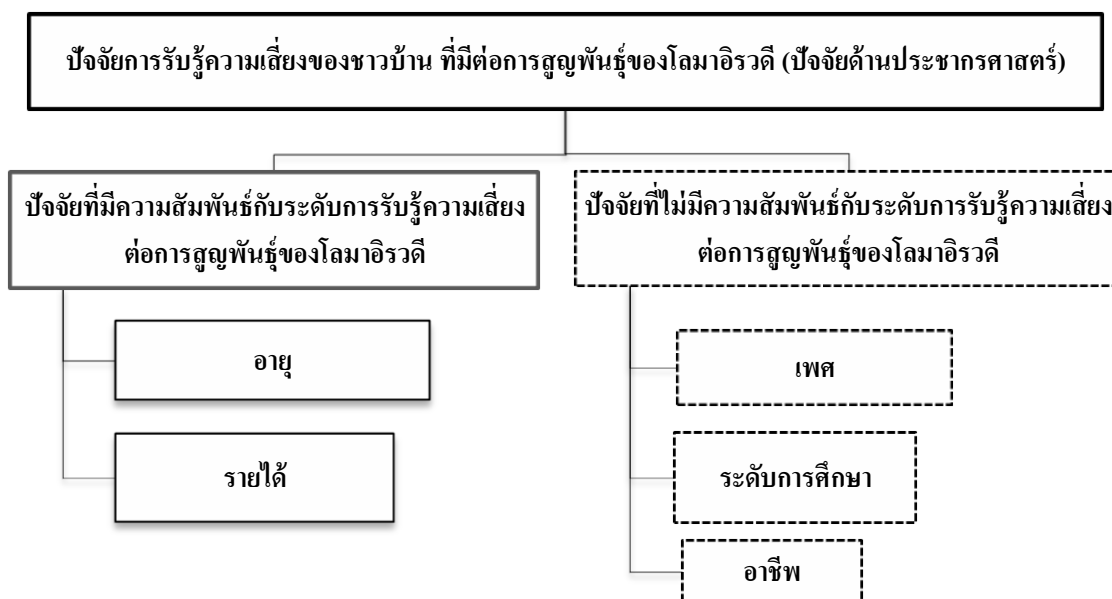 ปัจจัยการรับรู้ความเสี่ยงของชาวบ้าน ที่มีต่อการสูญพันธุ์ของโลมาอิรวดี (ปัจจัยด้านประชากรศาสตร์)
ปัจจัยที่มีความสัมพันธ์กับระดับการรับรู้ความเสี่ยง
ต่อการสูญพันธุ์ของโลมาอิรวดี
อายุ
รายได้
ปัจจัยที่ไม่มีความสัมพันธ์กับระดับการรับรู้ความเสี่ยง
ต่อการสูญพันธุ์ของโลมาอิรวดี
เพศ
ระดับการศึกษา
อาชีพ